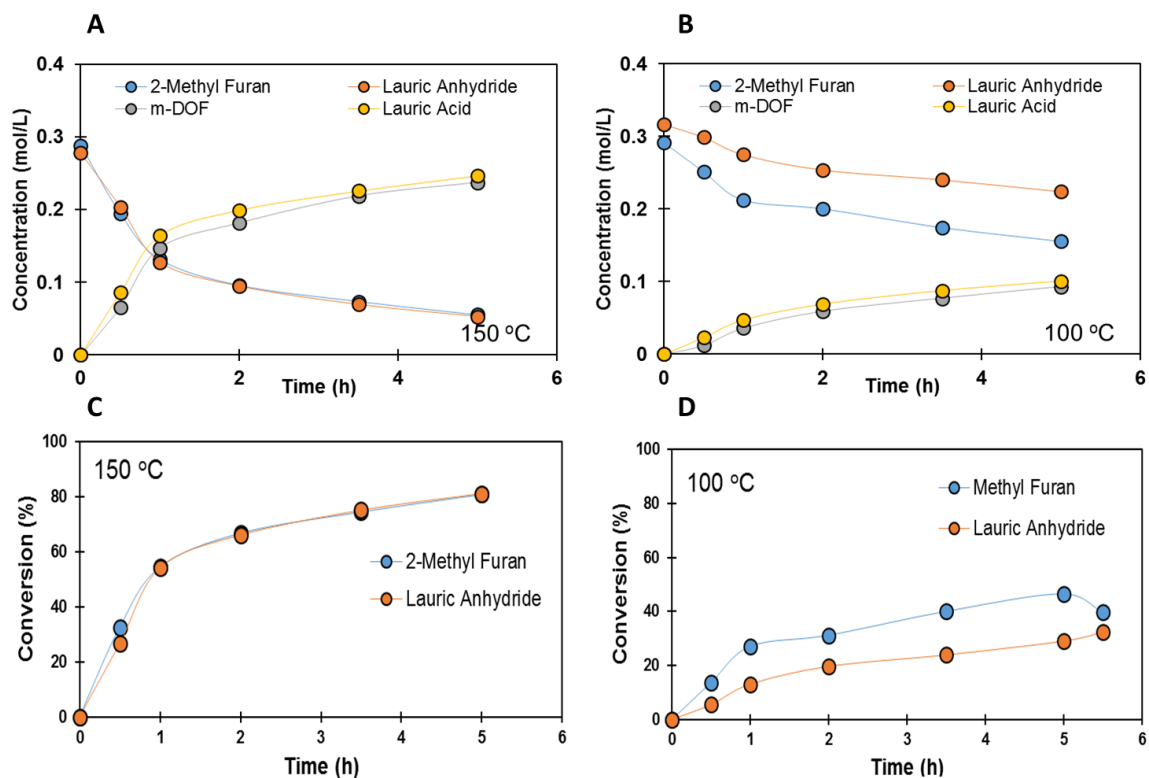 A
0.4
0.3
0.2
0.1
0
Concentration (mol/L)
2-Methyl Furan
Lauric Anhydride
m-DOF
Lauric Acid
150 °C
0
2
4
6
Time (h)
B
0.4
0.3
0.2
0.1
0
Concentration (mol/L)
2-Methyl Furan
Lauric Anhydride
m-DOF
Lauric Acid
100 °C
0
2
4
6
Time (h)
C
100
80
60
40
20
0
Conversion (%)
150 °C
2-Methyl Furan
Lauric Anhydride
0
1
2
3
4
5
6
Time (h)
D
100
80
60
40
20
0
Conversion (%)
100 °C
Methyl Furan
Lauric Anhydride
0
1
2
3
4
5
6
Time (h)